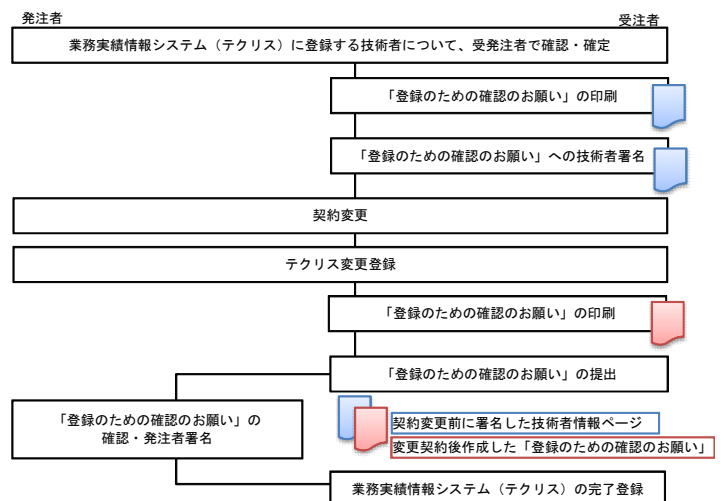 発注者
受注者
業務実績情報システム（テクリス）に登録する技術者について、受発注者で確認・確定
「登録のための確認のお願い」の印刷
「登録のための確認のお願い」への技術者署名
契約変更
テクリス変更登録
「登録のための確認のお願い」の印刷
「登録のための確認のお願い」の提出
「登録のための確認のお願い」の
確認・発注者署名
契約変更前に署名した技術者情報ページ
変更契約後作成した「登録のための確認のお願い」
業務実績情報システム（テクリス）の完了登録